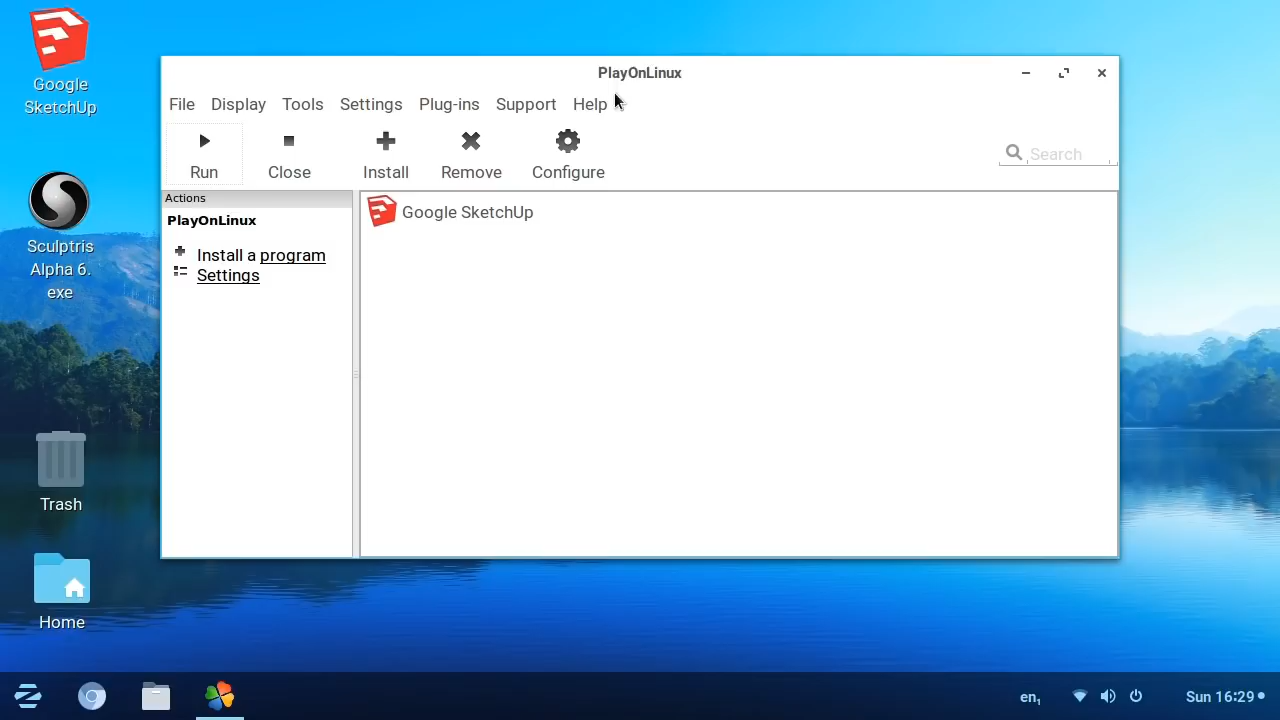 Google
SketchUp
Sculptris
Alpha 6.
exe
Trash
Home
PlayOnLinux
File Display Tools Settings Plug-ins Support Help
Run Close Install Remove Configure Search
Actions
PlayOnLinux
Install a program
Settings
Google SketchUp
en1 Sun 16:29